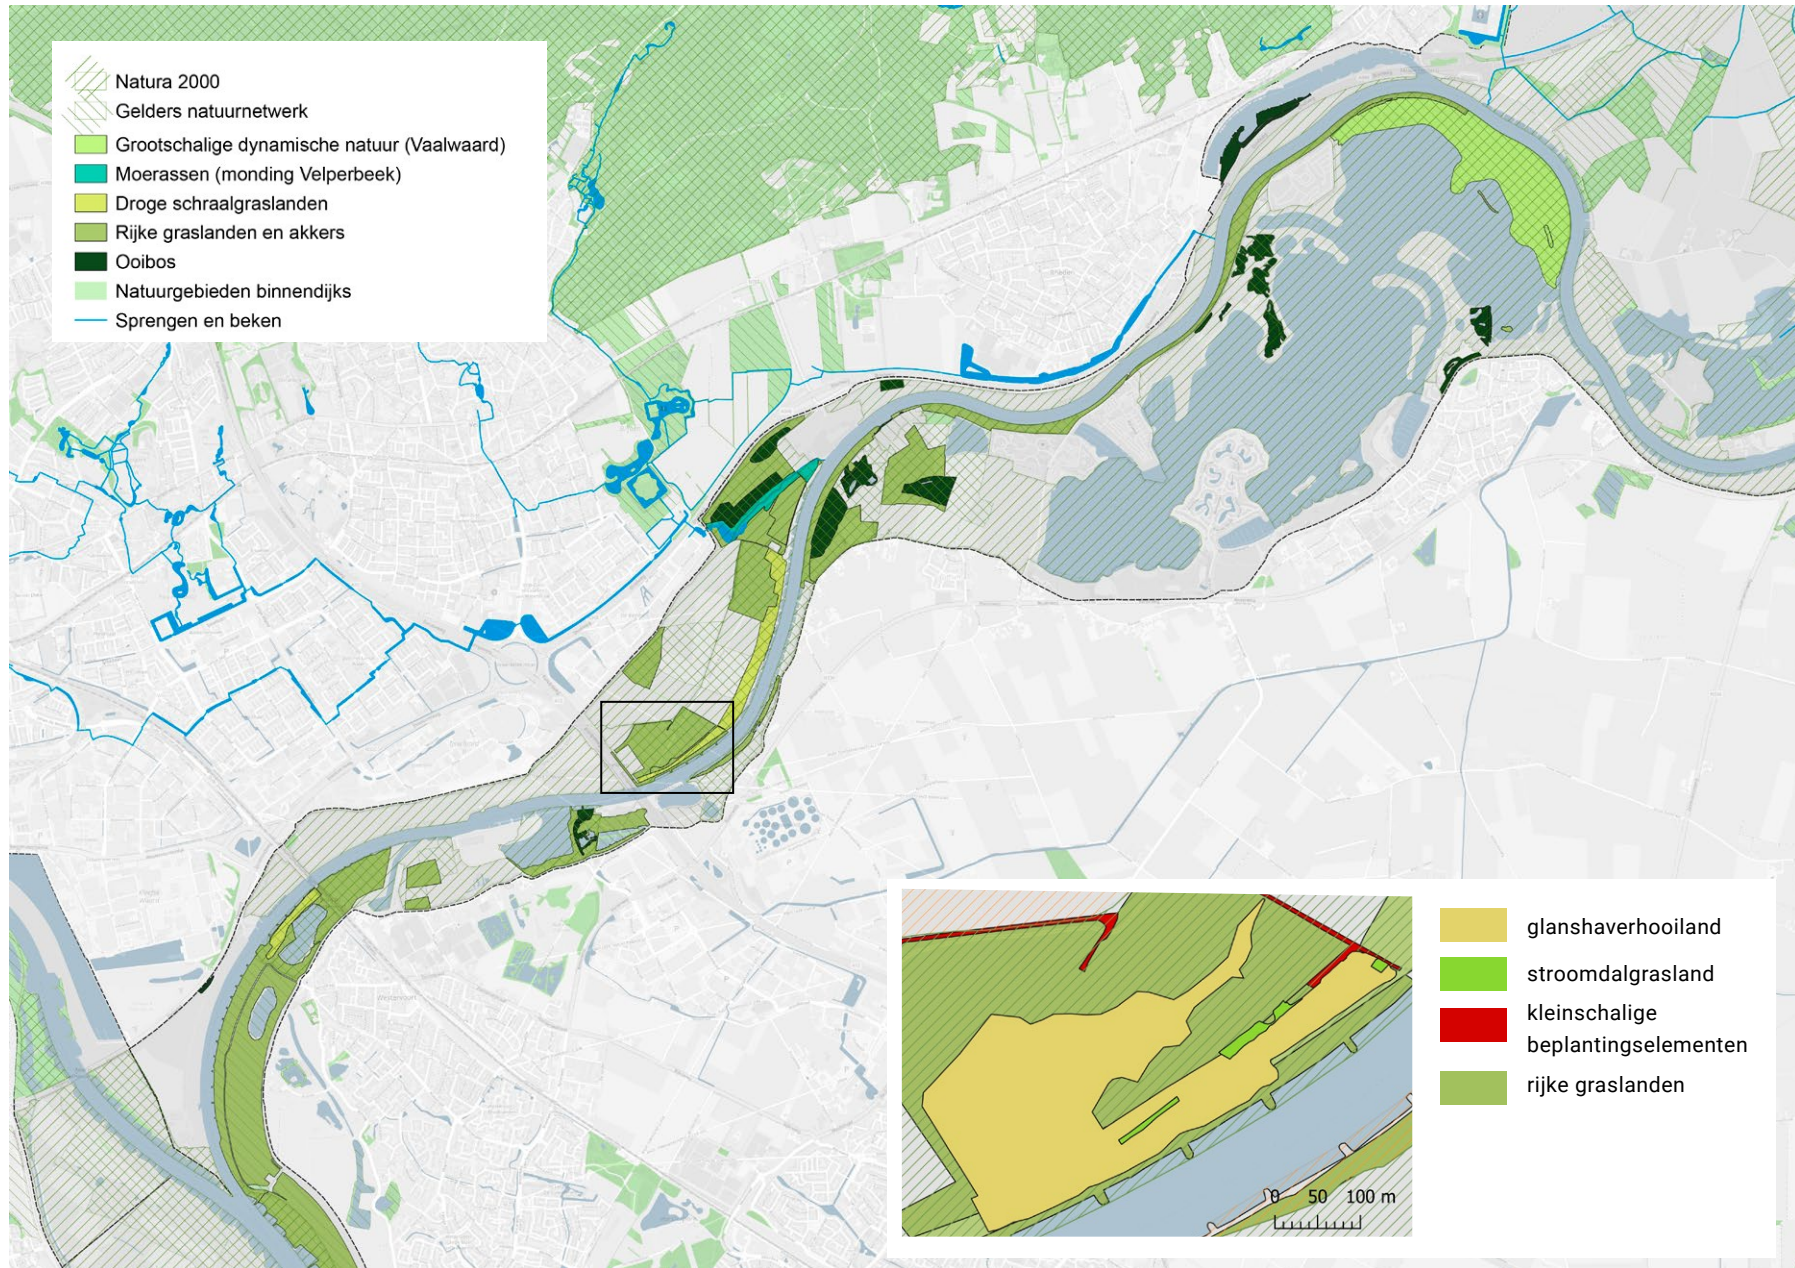 Natura 2000
Gelders natuurnetwerk
Grootschalige dynamische natuur (Vaalwaard)
Moerassen (monding Velperbeek)
Droge schraalgraslanden
Rijke graslanden en akkers
Ooibos
Natuurgebieden binnendijks
Sprengen en beken
Westervoort
glanshaverhooiland
stroomdalgrasland
kleinschalige
beplantingselementen
rijke graslanden
0 50 100 m